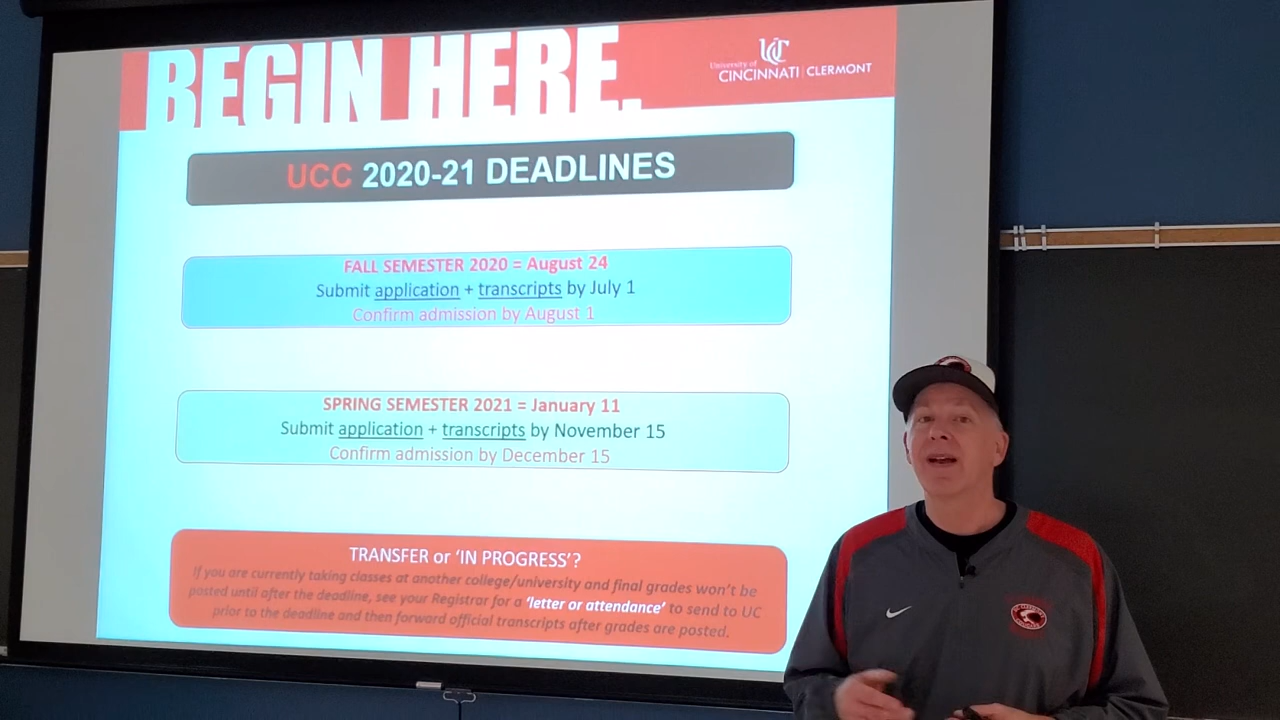 BEGIN HERE.
UC
University of
CINCINNATI | CLERMONT
UCC 2020-21 DEADLINES
FALL SEMESTER 2020 = August 24
Submit application + transcripts by July 1
Confirm admission by August 1
SPRING SEMESTER 2021 = January 11
Submit application + transcripts by November 15
Confirm admission by December 15
TRANSFER or 'IN PROGRESS'?
If you are currently taking classes at another college/university and final grades won't be
posted until after the deadline, see your Registrar for a 'letter or attendance' to send to UC
prior to the deadline and then forward official transcripts after grades are posted.